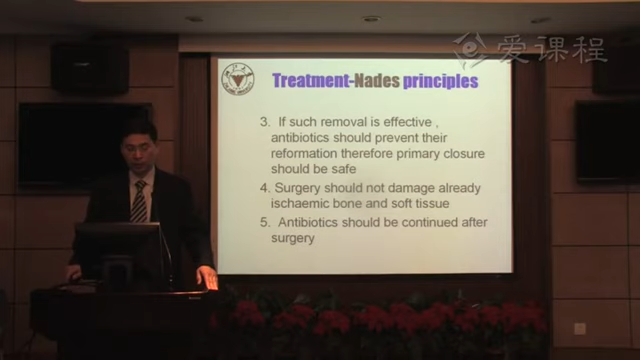 爱课程
Treatment-Nades principles
3. If such removal is effective ,
antibiotics should prevent their
reformation therefore primary closure
should be safe
4. Surgery should not damage already
ischaemic bone and soft tissue
5. Antibiotics should be continued after
surgery